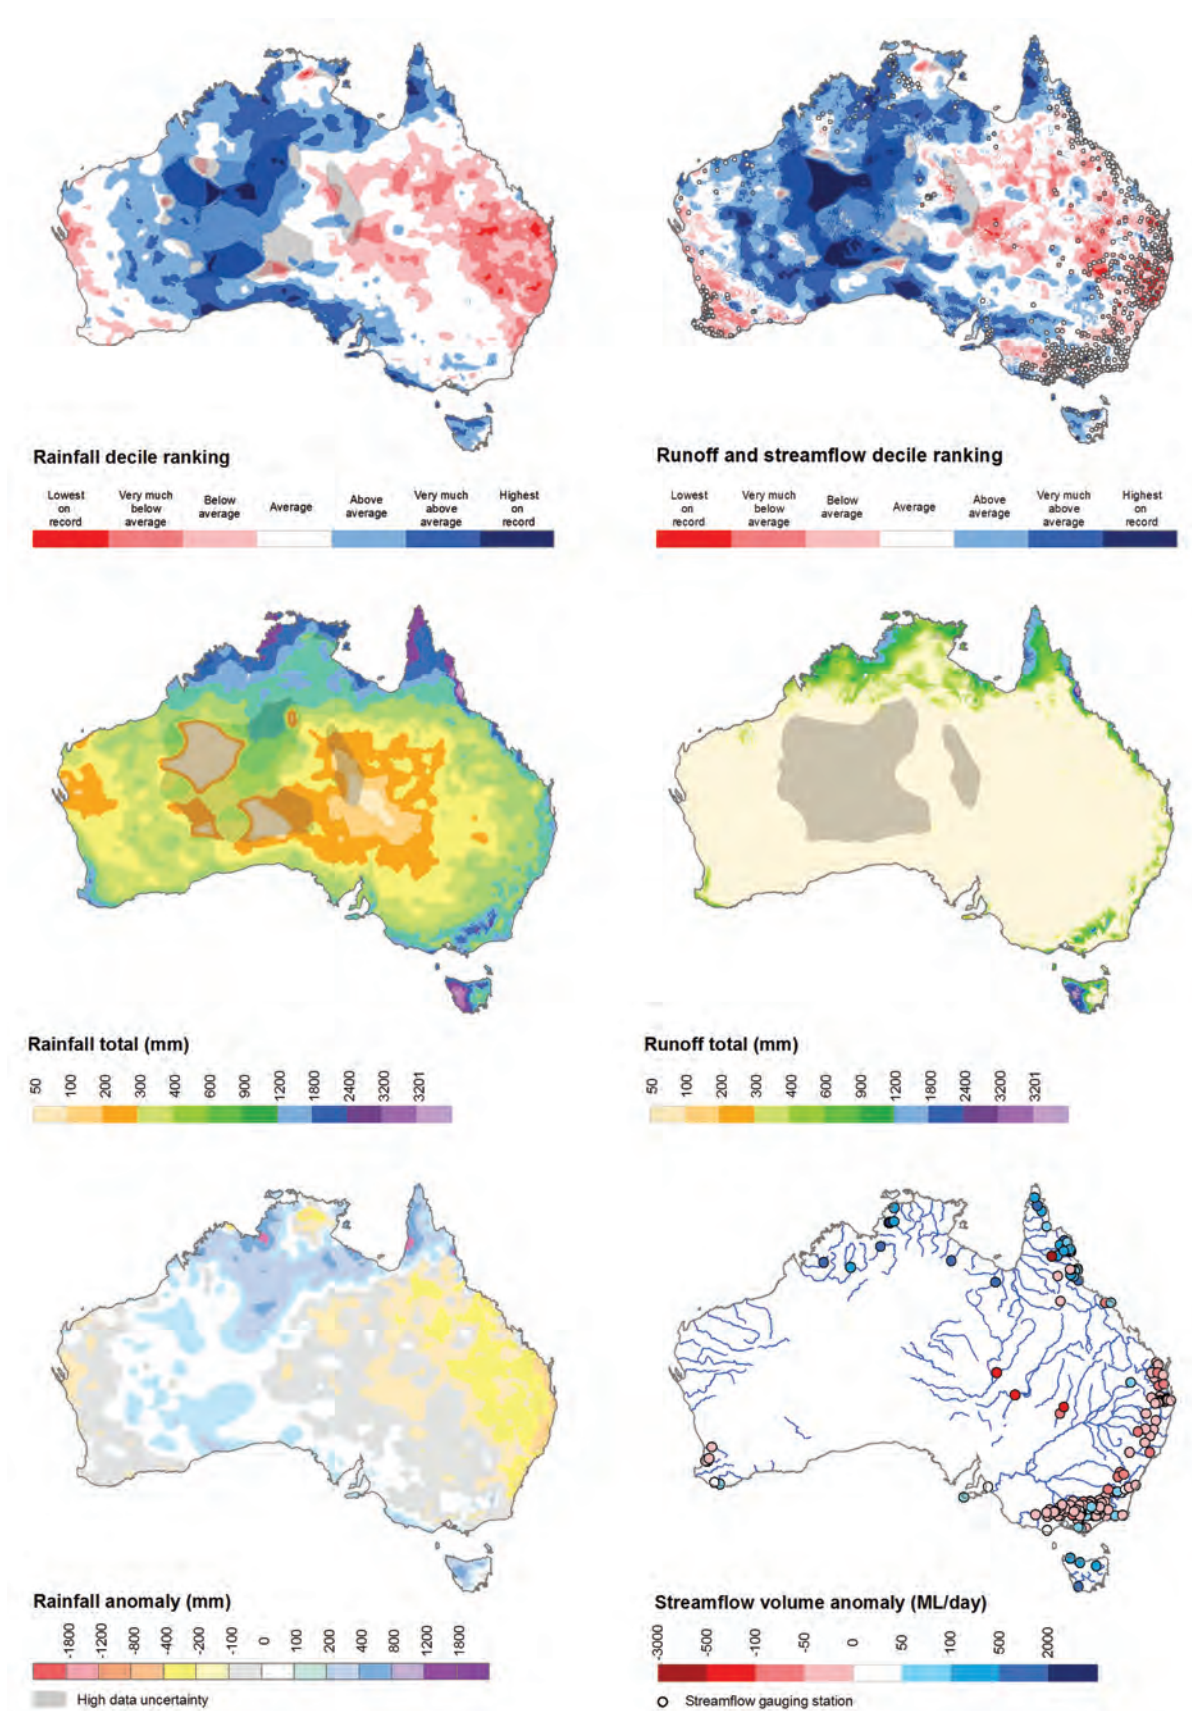 Rainfall decile ranking
Lowest on record
Very much below average
Below average
Average
Above average
Very much above average
Highest on record
Runoff and streamflow decile ranking
Lowest on record
Very much below average
Below average
Average
Above average
Very much above average
Highest on record
Rainfall total (mm)
50 100 200 300 400 600 900 1200 1800 2400 3200 3201
Runoff total (mm)
50 100 200 300 400 600 900 1200 1800 2400 3200 3201
Rainfall anomaly (mm)
-1800 -1200 -800 -400 -200 -100 0 100 200 400 800 1200 1800
High data uncertainty
Streamflow volume anomaly (ML/day)
-3000 -500 -100 -50 0 50 100 500 2000
Streamflow gauging station